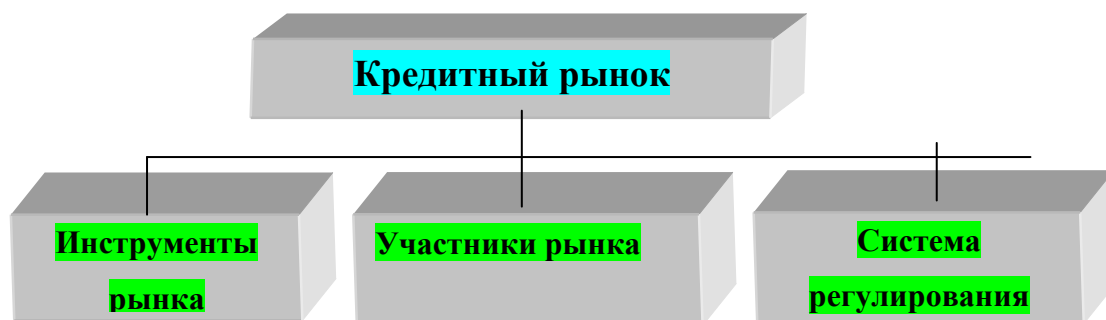 Кредитный рынок
Инструменты
рынка
Участники рынка
Система
регулирования